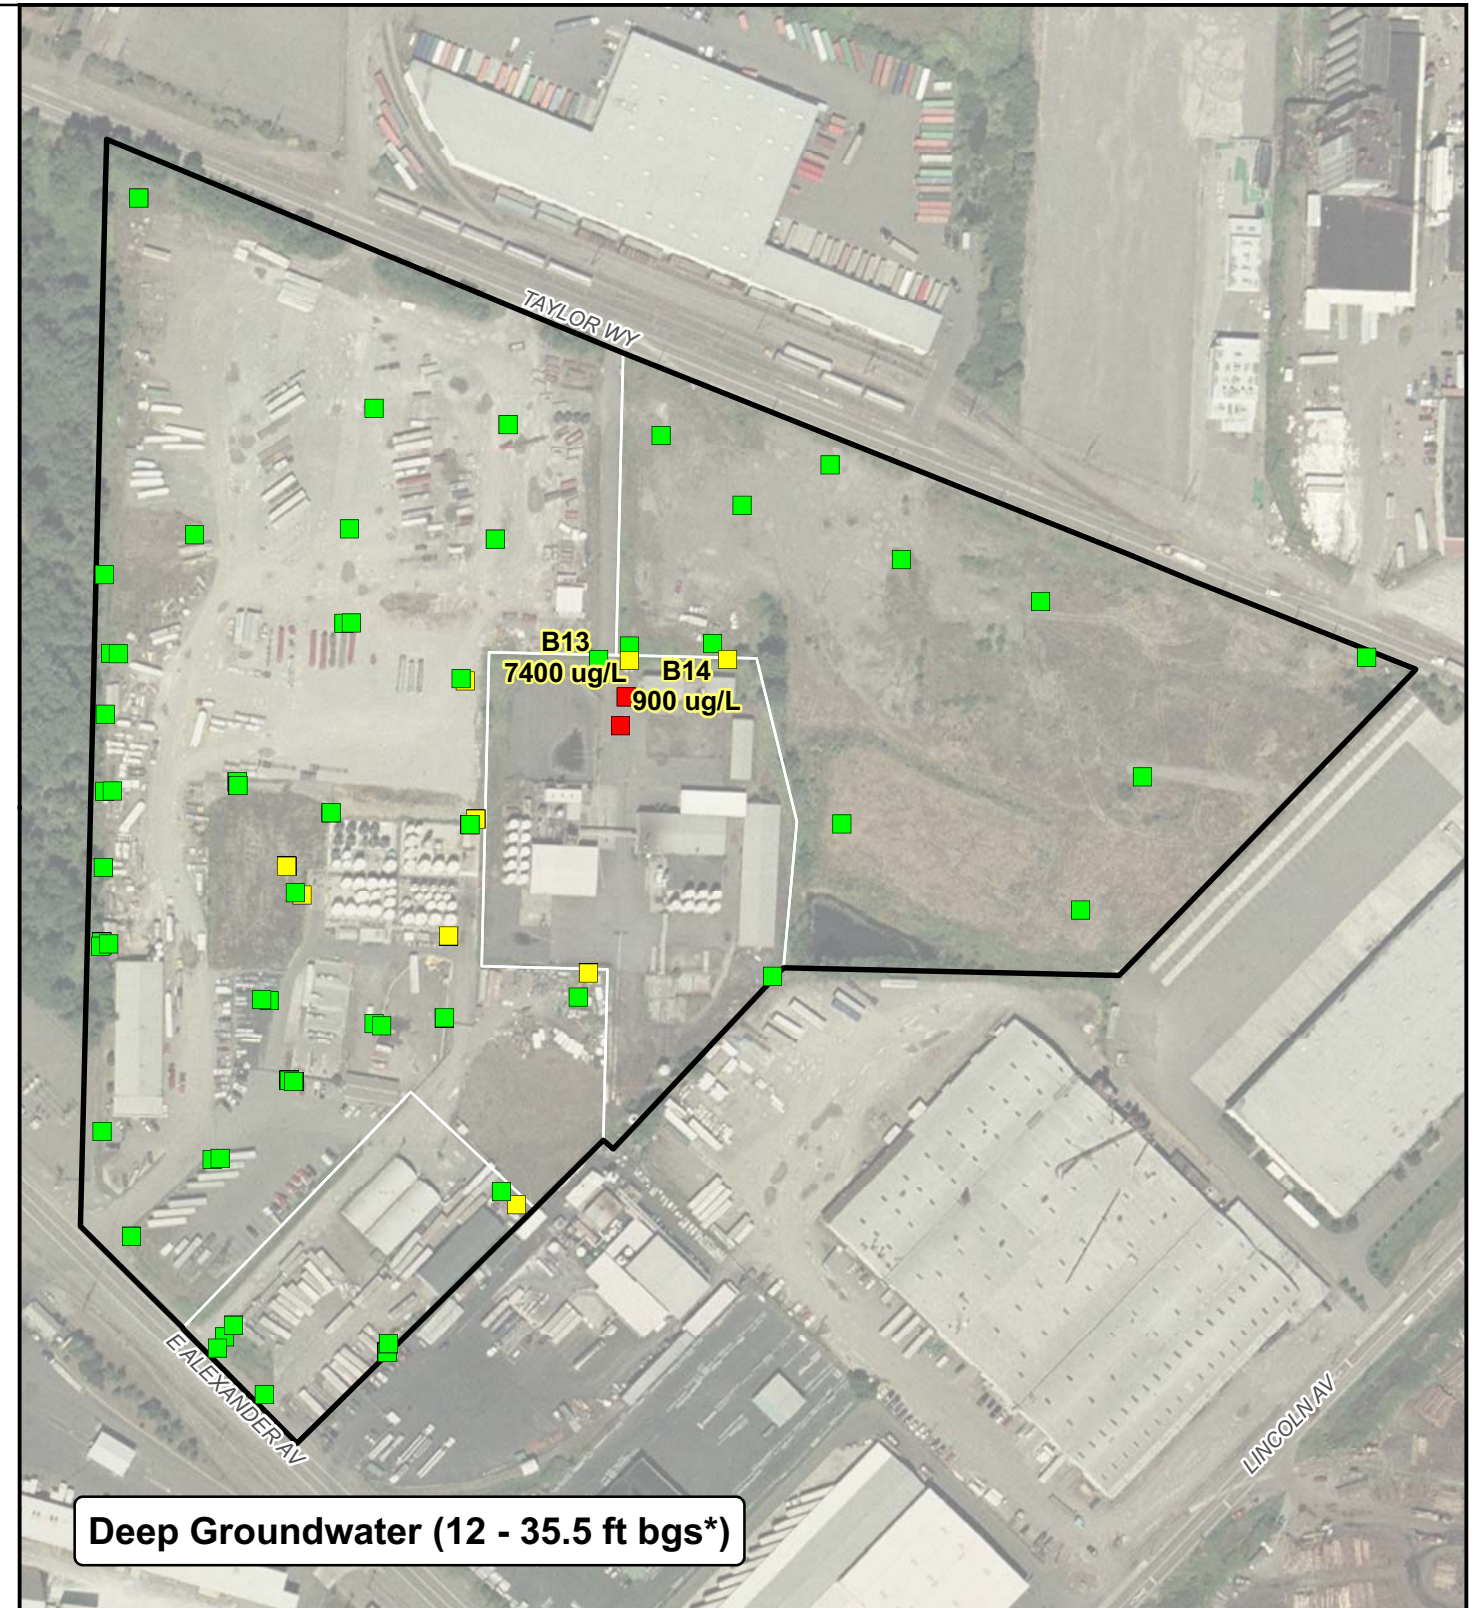 TAYLOR WY
B13
7400 ug/L
B14
900 ug/L
E ALEXANDER AV
LINCOLN AV
Deep Groundwater (12 - 35.5 ft bgs*)